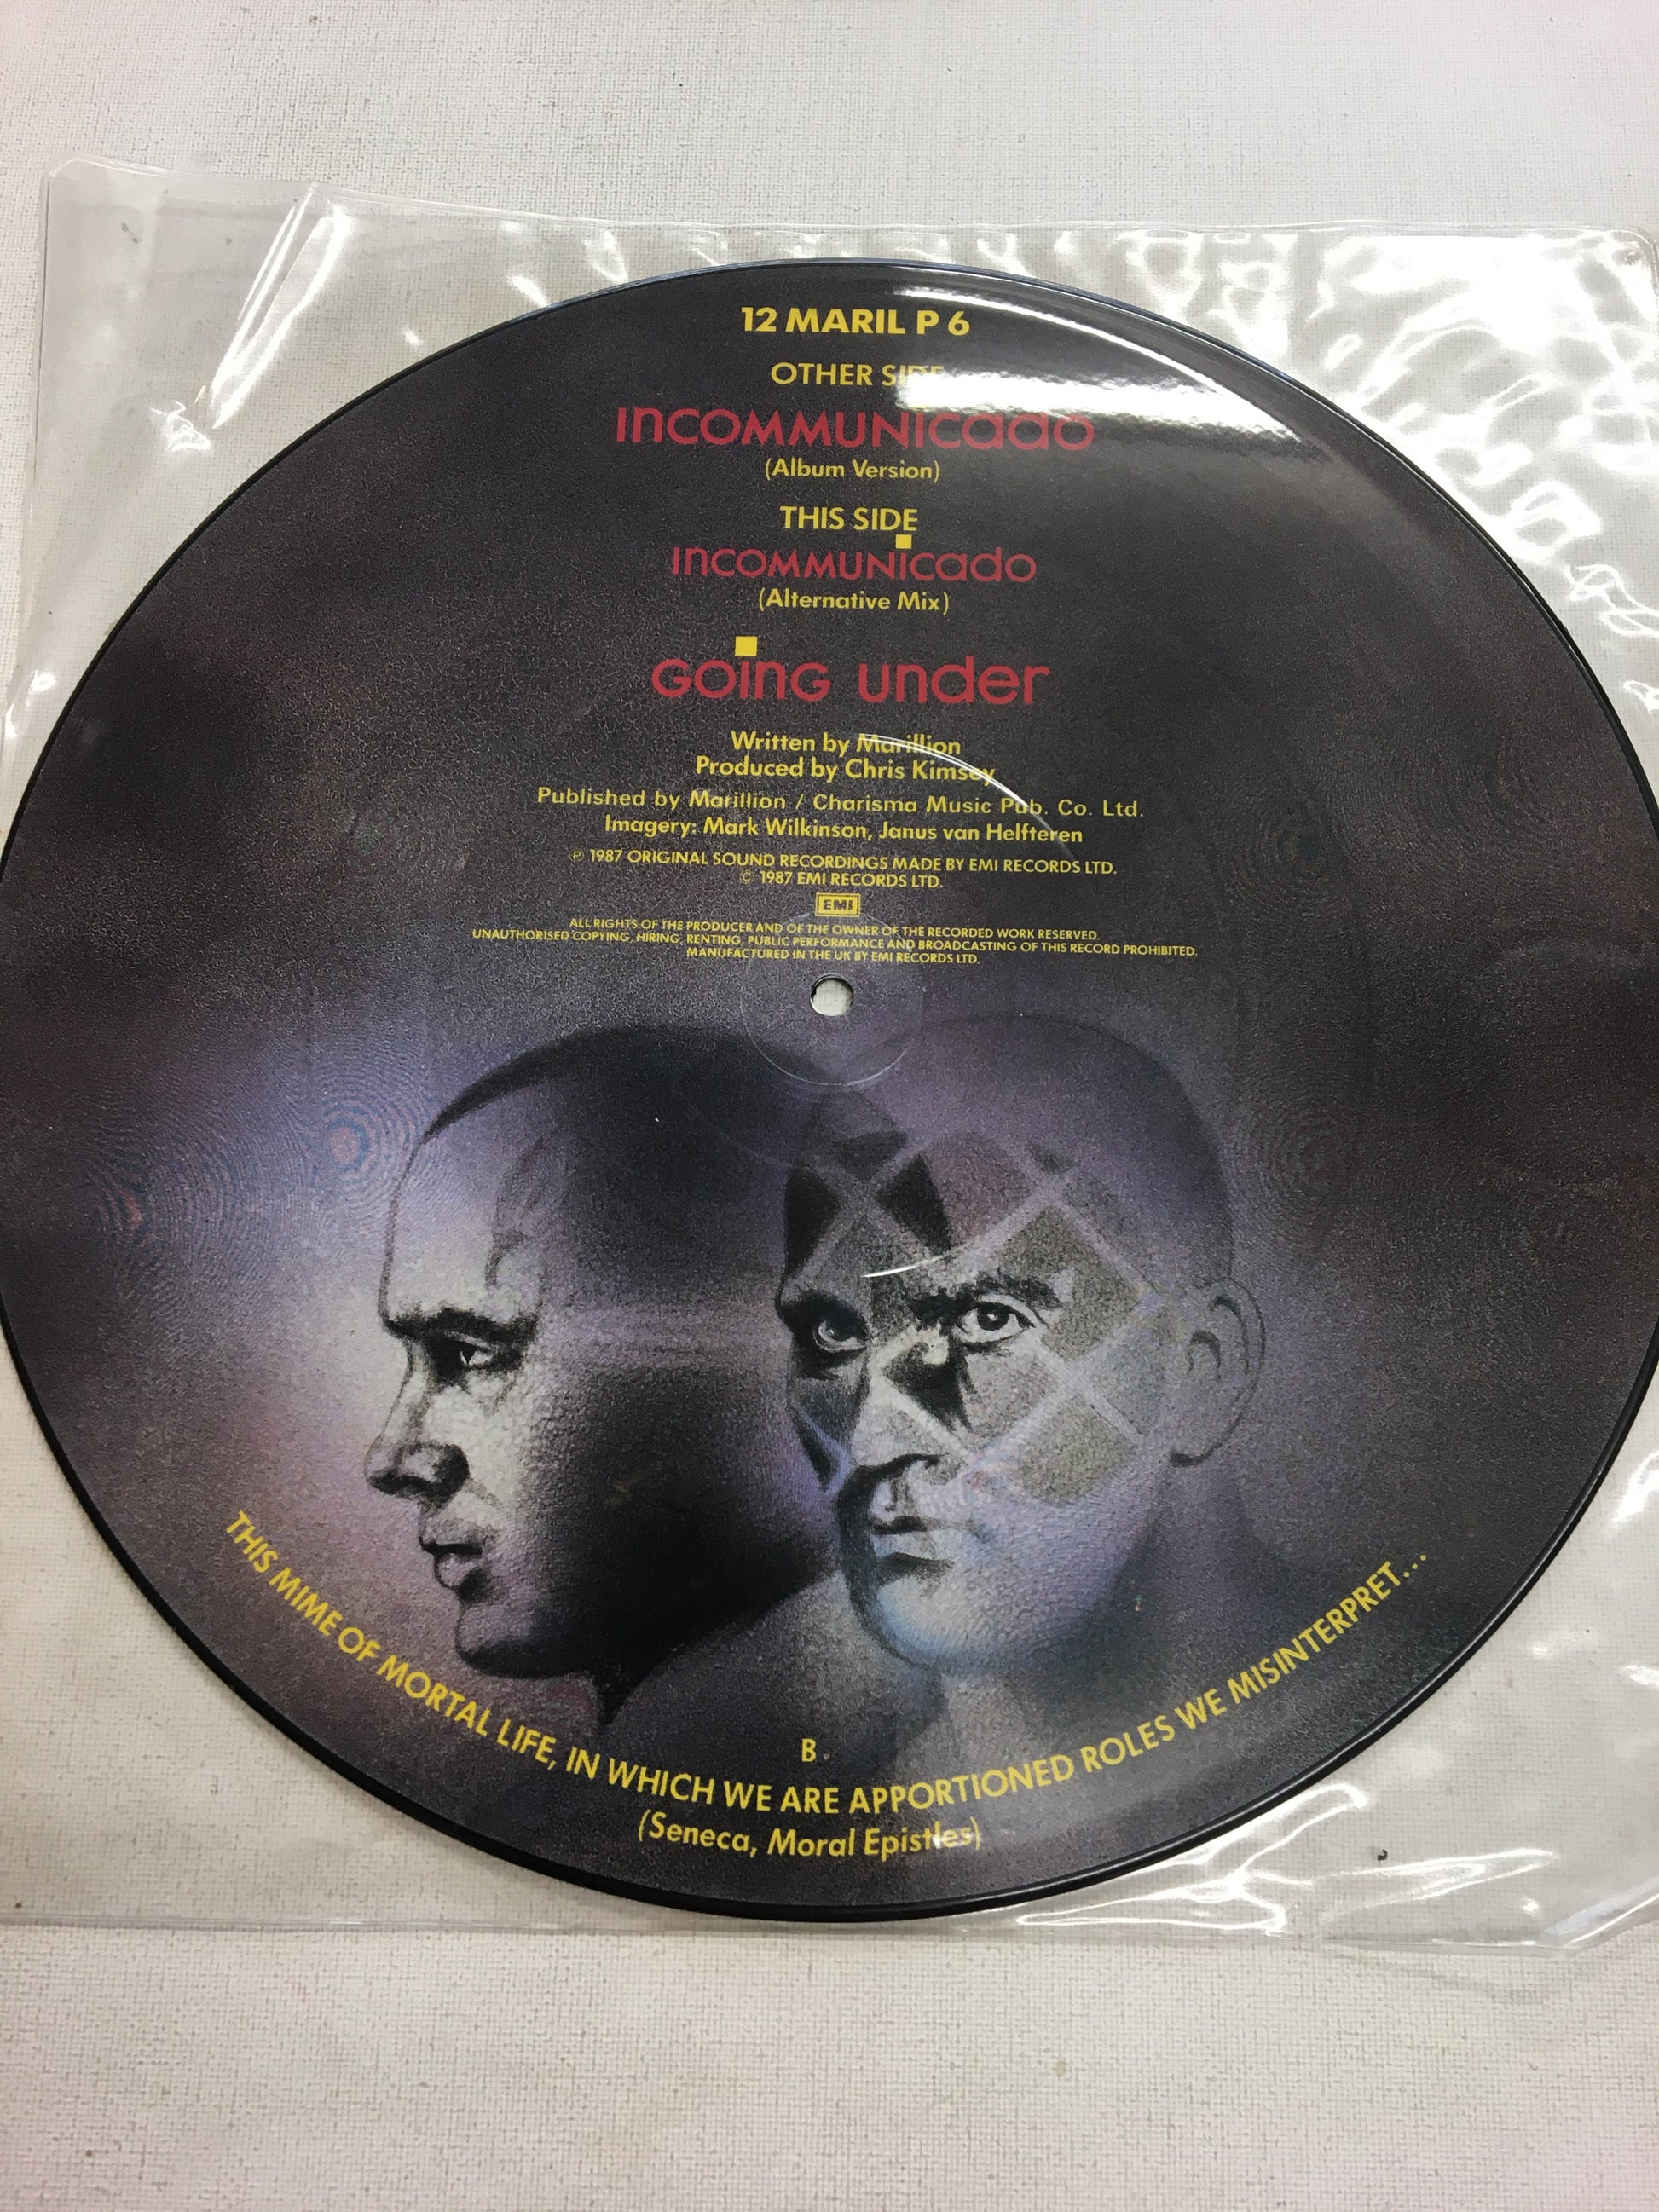 12 MARIL P 6
OTHER SIDE
INCOMMUNICADO
(Album Version)
THIS SIDE
INCOMMUNICADO
(Alternative Mix)
GOING UNDER
Written by Marillion
Produced by Chris Kimsey
Published by Marillion / Charisma Music Pub. Co. Ltd.
Imagery: Mark Wilkinson, Janus van Helfteren
℗ 1987 ORIGINAL SOUND RECORDINGS MADE BY EMI RECORDS LTD.
© 1987 EMI RECORDS LTD.
EMI
ALL RIGHTS OF THE PRODUCER AND OF THE OWNER OF THE RECORDED WORK RESERVED.
UNAUTHORISED COPYING, HIRING, RENTING, PUBLIC PERFORMANCE AND BROADCASTING OF THIS RECORD PROHIBITED.
MANUFACTURED IN THE UK BY EMI RECORDS LTD.
B
THIS MIME OF MORTAL LIFE, IN WHICH WE ARE APPORTIONED ROLES WE MISINTERPRET...
(Seneca, Moral Epistles)